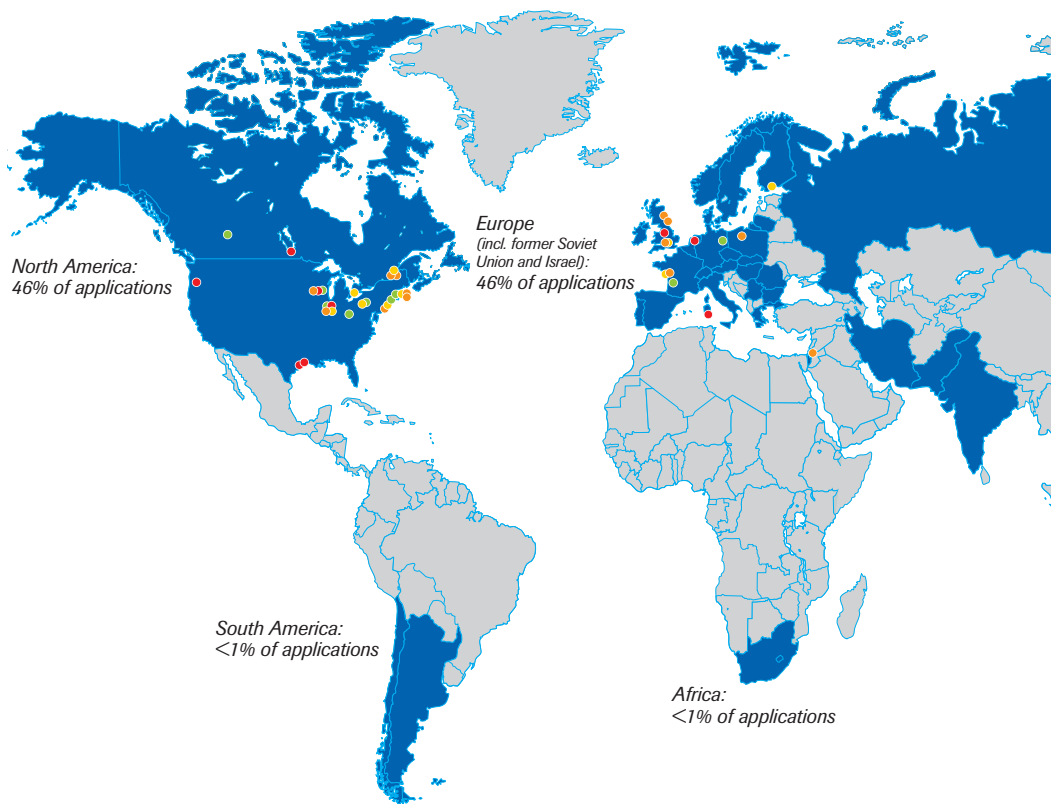 North America:
46% of applications
Europe
(incl. former Soviet
Union and Israel):
46% of applications
South America:
<1% of applications
Africa:
<1% of applications